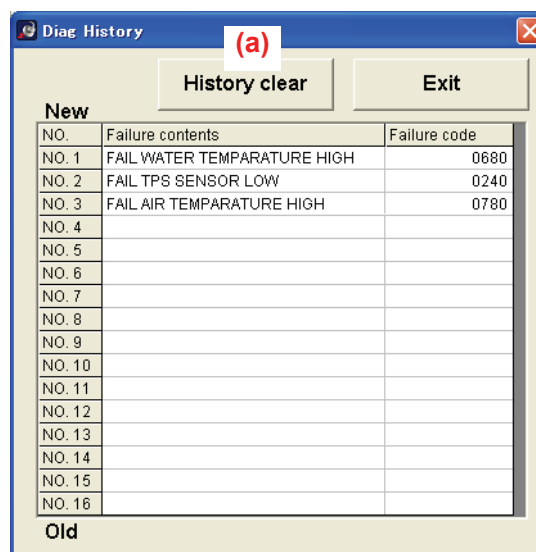 Diag History
(a)
History clear Exit
New
NO. Failure contents Failure code
NO. 1 FAIL WATER TEMPARATURE HIGH 0680
NO. 2 FAIL TPS SENSOR LOW 0240
NO. 3 FAIL AIR TEMPARATURE HIGH 0780
NO. 4
NO. 5
NO. 6
NO. 7
NO. 8
NO. 9
NO. 10
NO. 11
NO. 12
NO. 13
NO. 14
NO. 15
NO. 16
Old